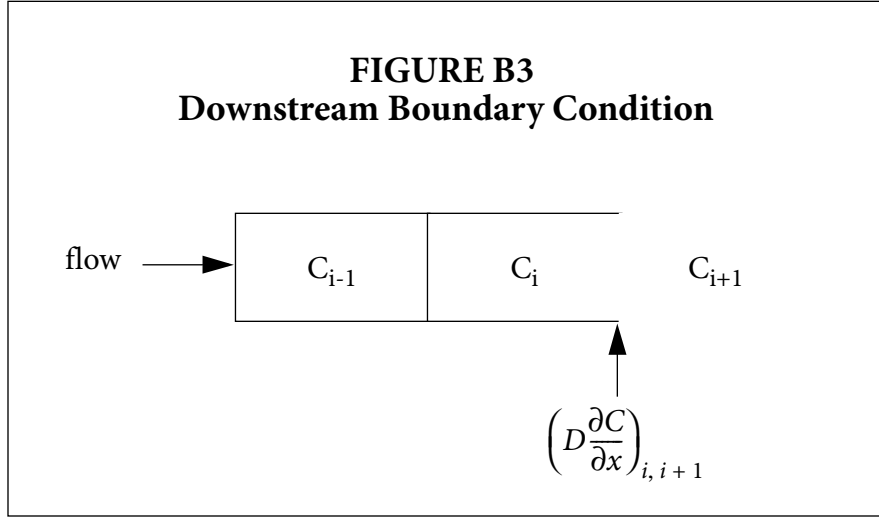 FIGURE B3
Downstream Boundary Condition
flow C_{i-1} C_i C_{i+1}
(D ∂C/∂x)_{i, i + 1}